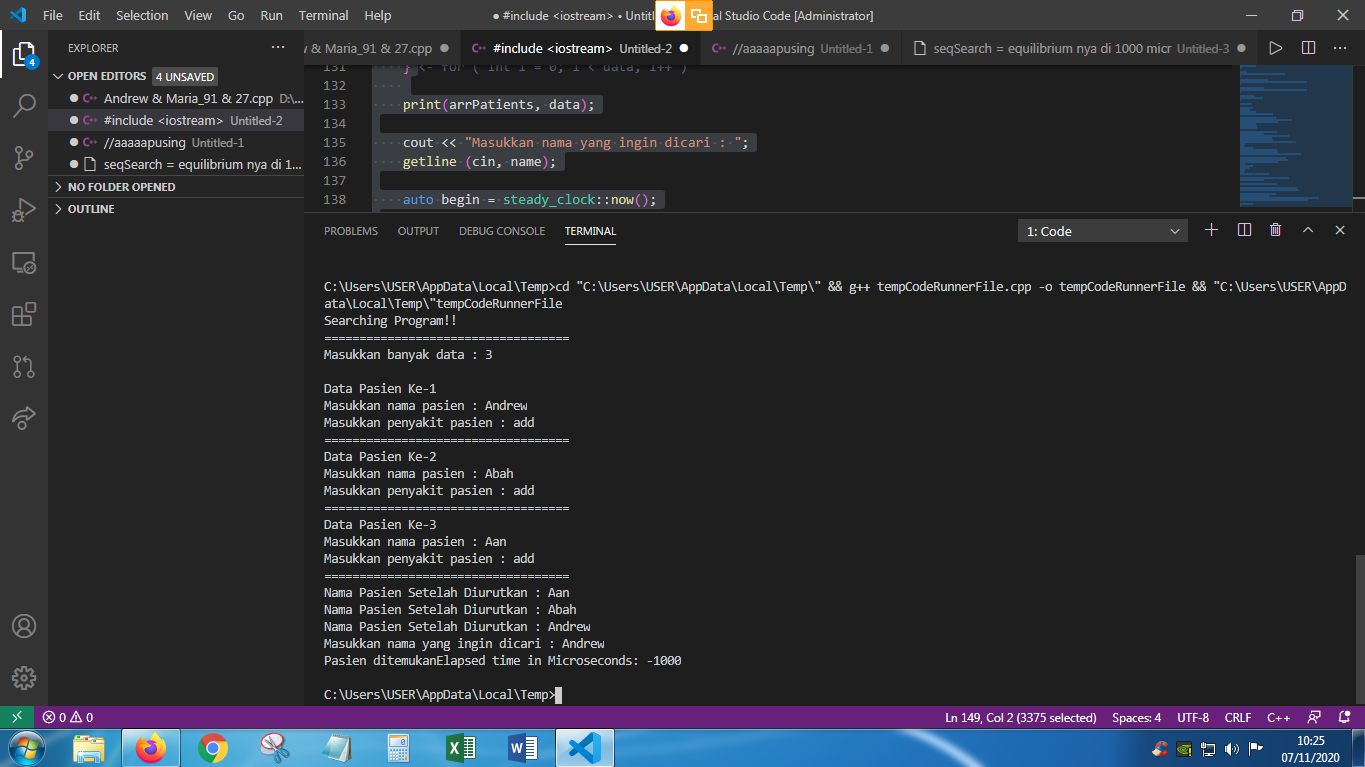 File Edit Selection View Go Run Terminal Help
● #include <iostream> • Untitl
al Studio Code [Administrator]
EXPLORER
OPEN EDITORS 4 UNSAVED
Andrew & Maria_91 & 27.cpp D:\...
#include <iostream> Untitled-2
//aaaaapusing Untitled-1
seqSearch = equilibrium nya di 1...
NO FOLDER OPENED
OUTLINE
4
& Maria_91 & 27.cpp
#include <iostream> Untitled-2
//aaaaapusing Untitled-1
seqSearch = equilibrium nya di 1000 micr Untitled-3
131 } <- for ( int i = 0; i < data; i++ )
132
133 print(arrPatients, data);
134
135 cout << "Masukkan nama yang ingin dicari : ";
136 getline (cin, name);
137
138 auto begin = steady_clock::now();
PROBLEMS OUTPUT DEBUG CONSOLE TERMINAL
1: Code
C:\Users\USER\AppData\Local\Temp>cd "C:\Users\USER\AppData\Local\Temp\" && g++ tempCodeRunnerFile.cpp -o tempCodeRunnerFile && "C:\Users\USER\AppD
ata\Local\Temp\"tempCodeRunnerFile
Searching Program!!
===================================
Masukkan banyak data : 3
Data Pasien Ke-1
Masukkan nama pasien : Andrew
Masukkan penyakit pasien : add
===================================
Data Pasien Ke-2
Masukkan nama pasien : Abah
Masukkan penyakit pasien : add
===================================
Data Pasien Ke-3
Masukkan nama pasien : Aan
Masukkan penyakit pasien : add
===================================
Nama Pasien Setelah Diurutkan : Aan
Nama Pasien Setelah Diurutkan : Abah
Nama Pasien Setelah Diurutkan : Andrew
Masukkan nama yang ingin dicari : Andrew
Pasien ditemukanElapsed time in Microseconds: -1000
C:\Users\USER\AppData\Local\Temp>
0 0
Ln 149, Col 2 (3375 selected) Spaces: 4 UTF-8 CRLF C++
10:25
07/11/2020